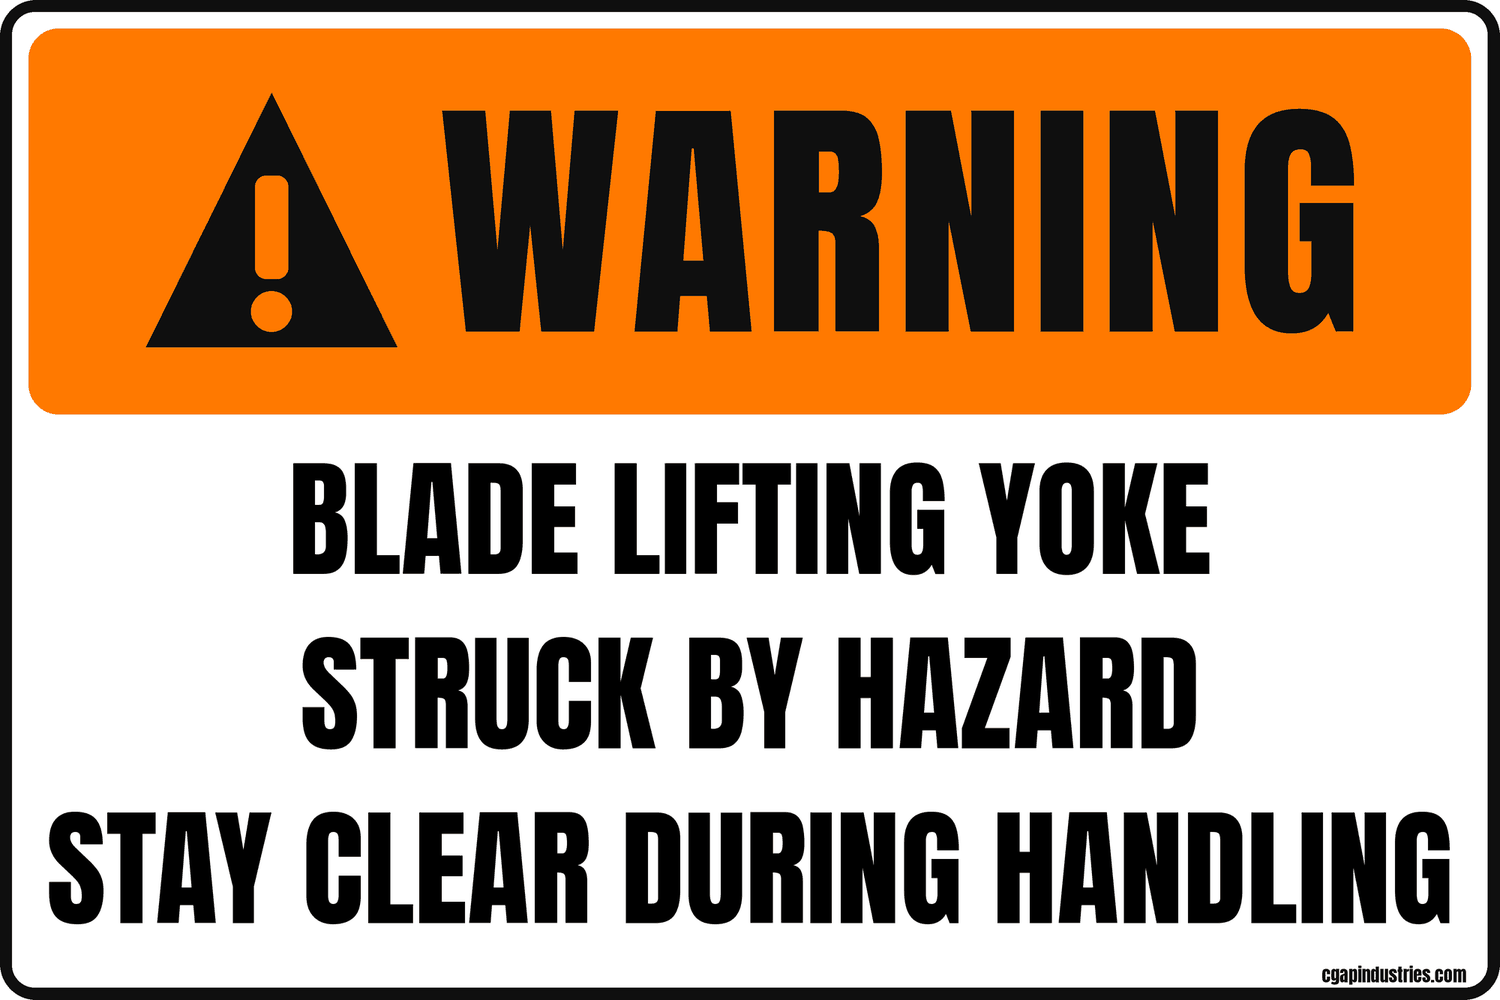 WARNING
BLADE LIFTING YOKE
STRUCK BY HAZARD
STAY CLEAR DURING HANDLING
cgapindustries.com